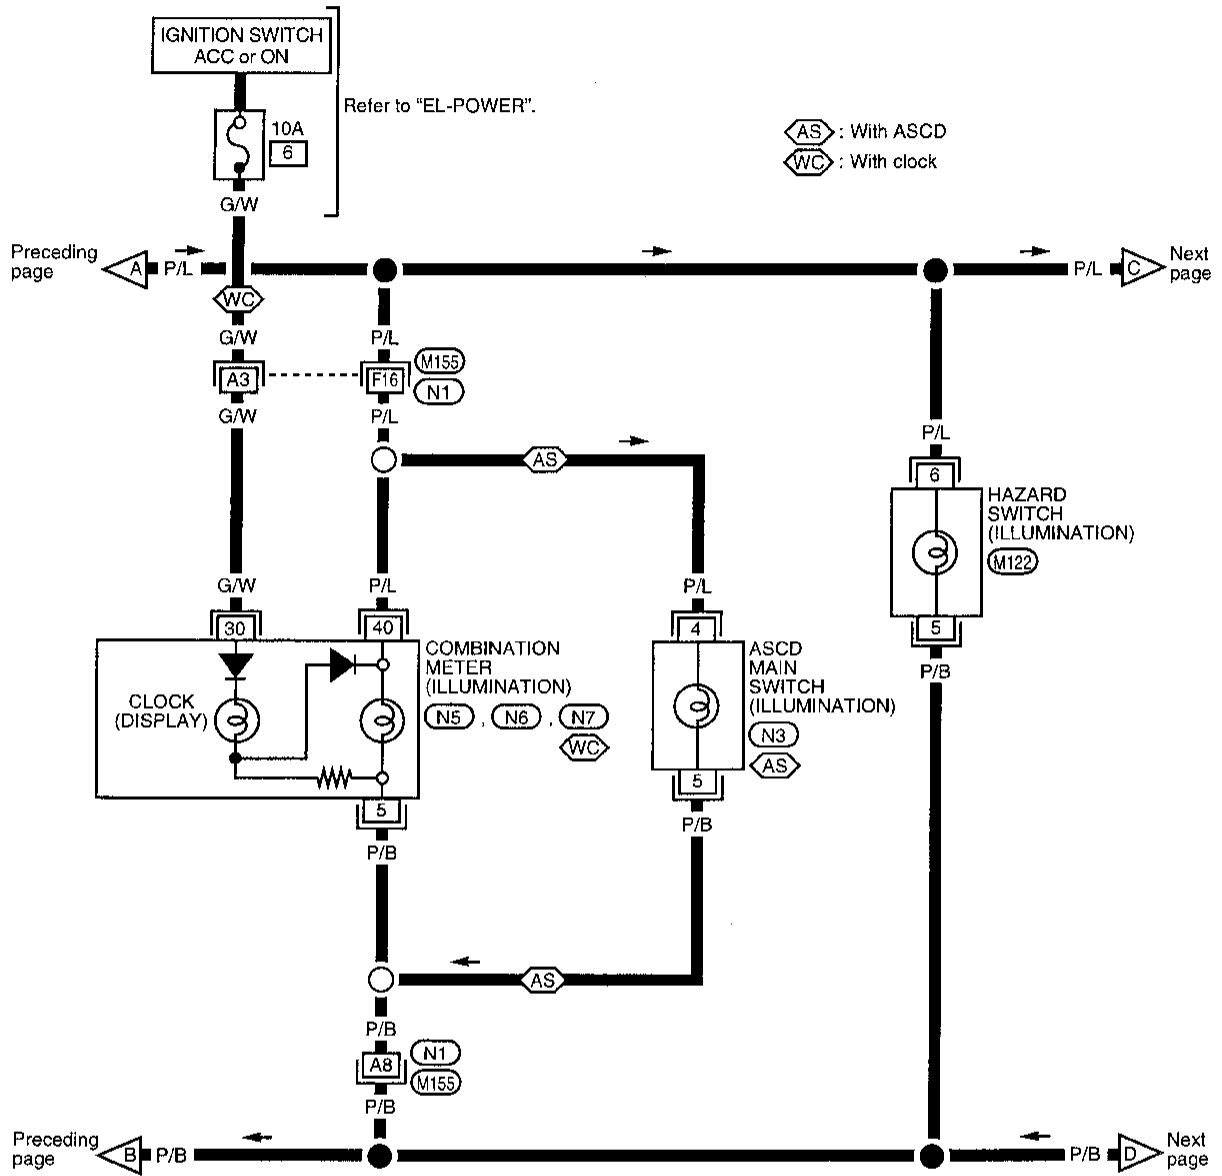 IGNITION SWITCH
ACC or ON
Refer to "EL-POWER".
10A
6
G/W
AS : With ASCD
WC : With clock
Preceding
page
A
P/L
P/L
C
Next
page
WC
G/W
P/L
A3
F16
M155
N1
G/W
P/L
AS
P/L
6
HAZARD
SWITCH
(ILLUMINATION)
M122
5
P/B
G/W
P/L
P/L
30
40
4
CLOCK
(DISPLAY)
COMBINATION
METER
(ILLUMINATION)
N5 , N6 , N7
WC
ASCD
MAIN
SWITCH
(ILLUMINATION)
N3
AS
5
5
P/B
P/B
AS
P/B
A8
N1
M155
P/B
Preceding
page
B
P/B
P/B
D
Next
page